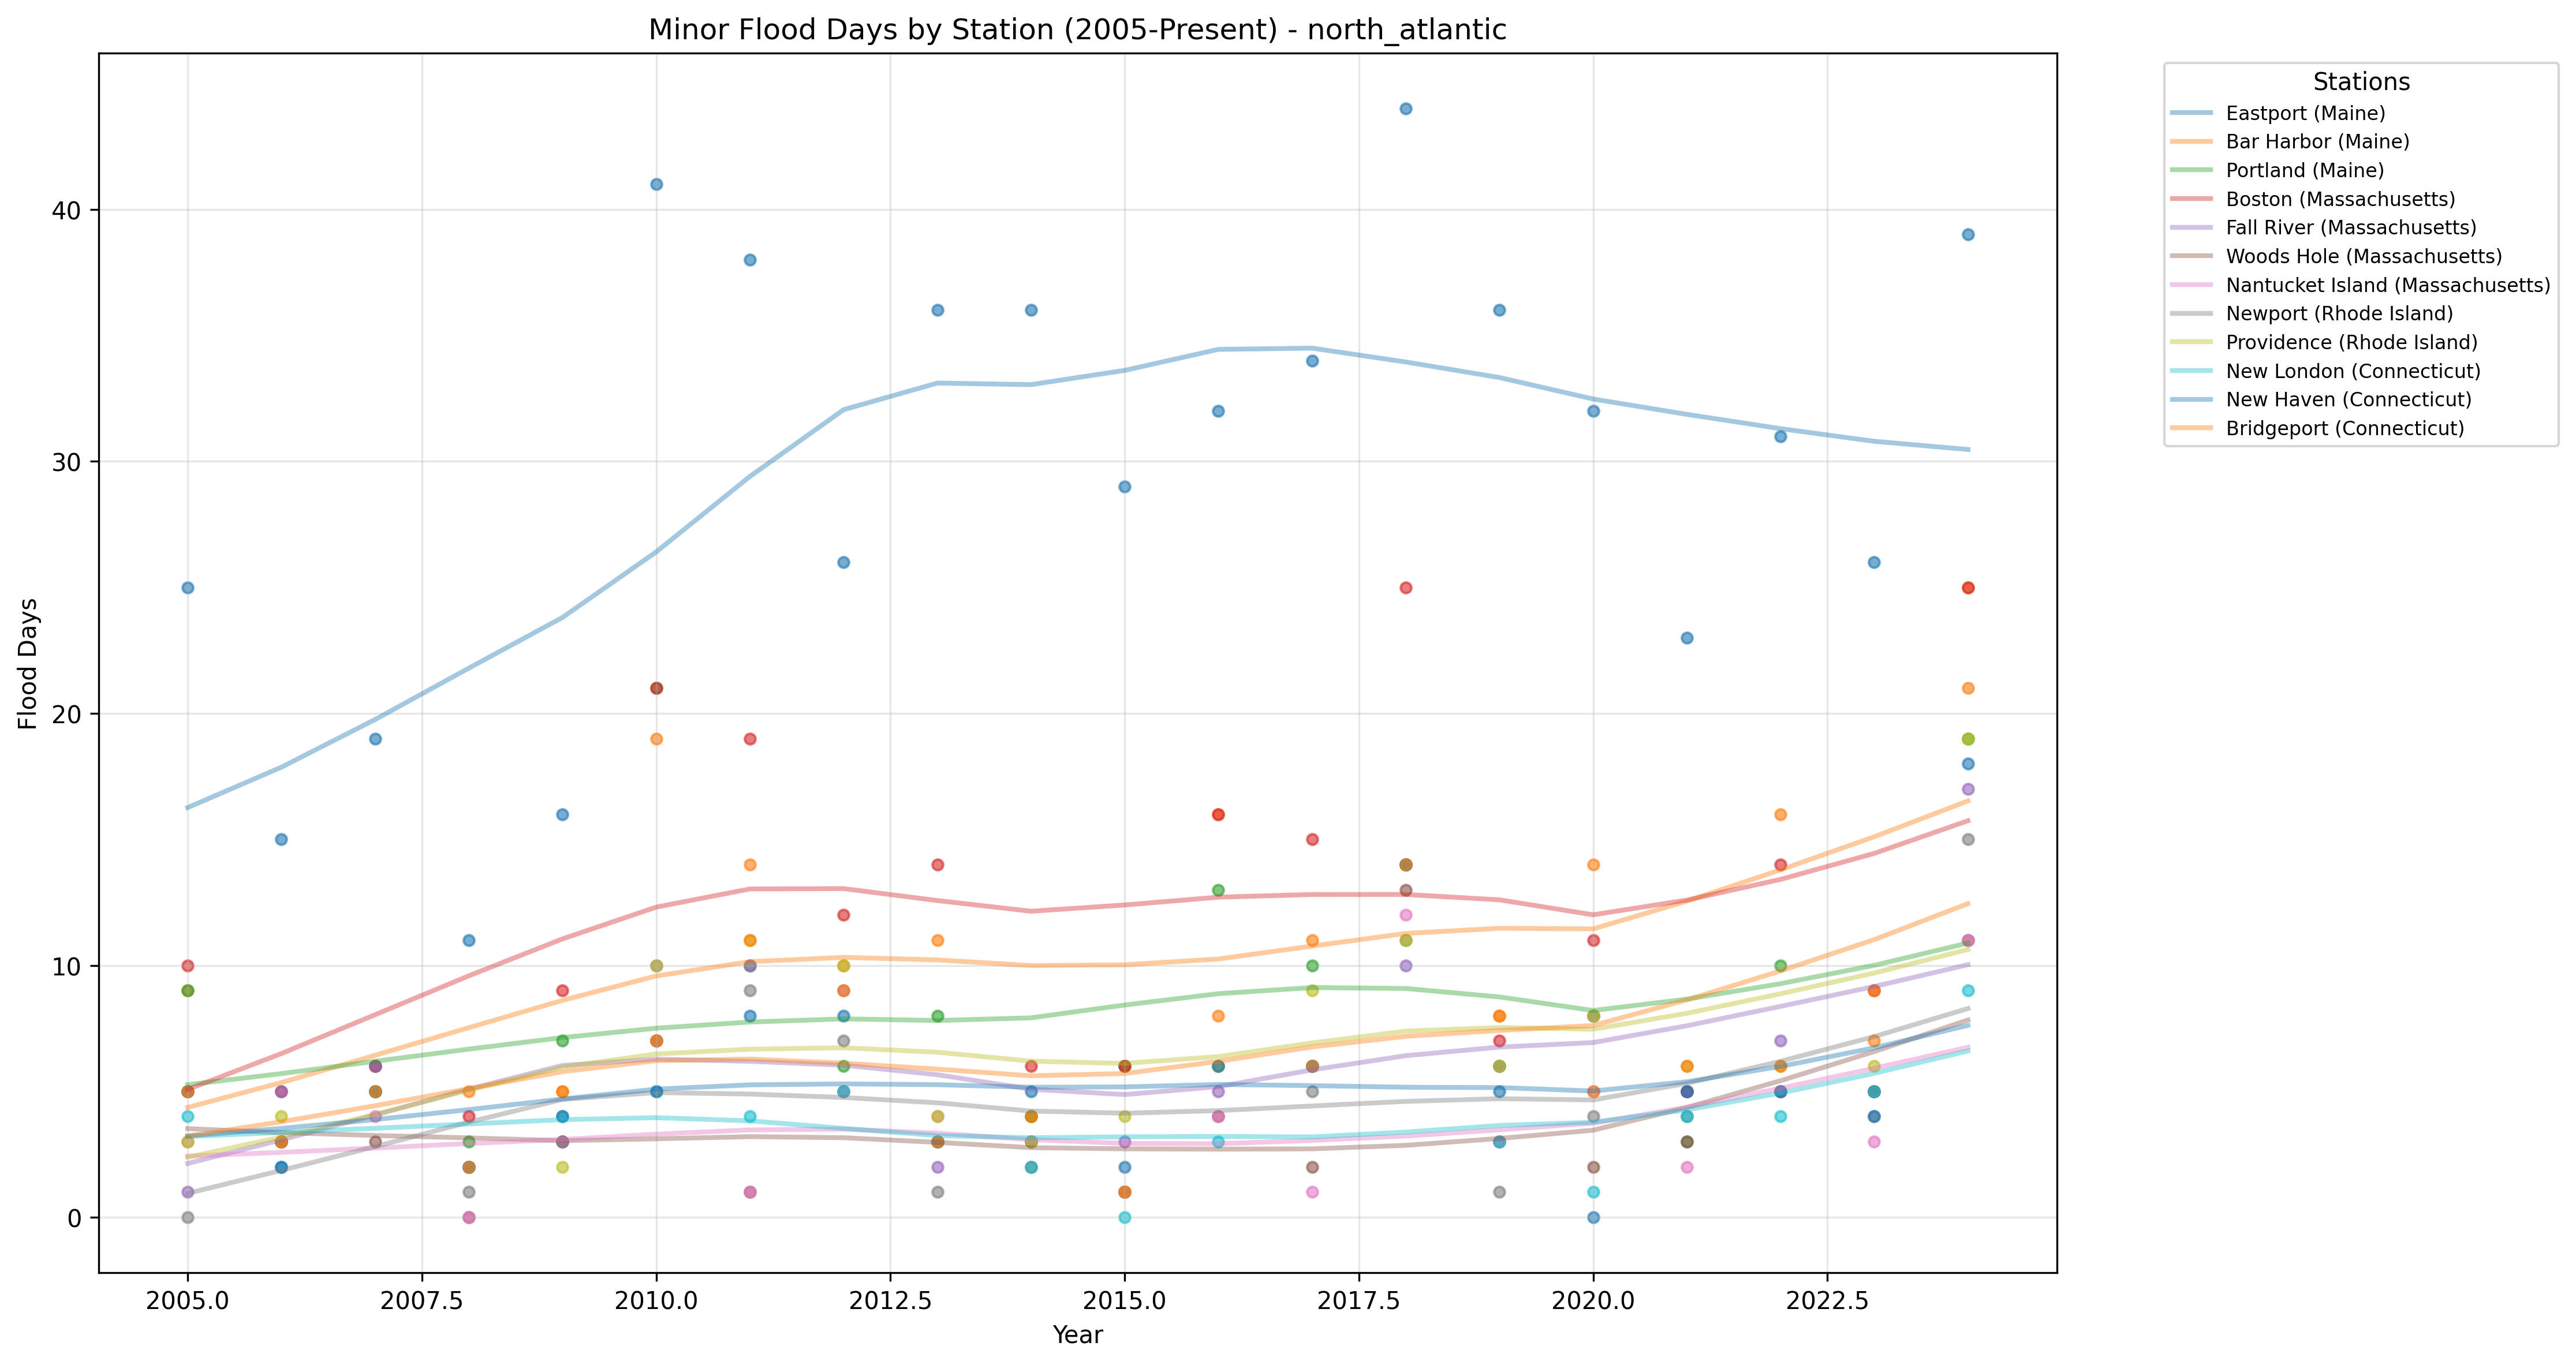 Minor Flood Days by Station (2005-Present) - north_atlantic
Stations
Eastport (Maine)
Bar Harbor (Maine)
Portland (Maine)
Boston (Massachusetts)
Fall River (Massachusetts)
Woods Hole (Massachusetts)
Nantucket Island (Massachusetts)
Newport (Rhode Island)
Providence (Rhode Island)
New London (Connecticut)
New Haven (Connecticut)
Bridgeport (Connecticut)
Flood Days
40
30
20
10
0
2005.0 2007.5 2010.0 2012.5 2015.0 2017.5 2020.0 2022.5
Year